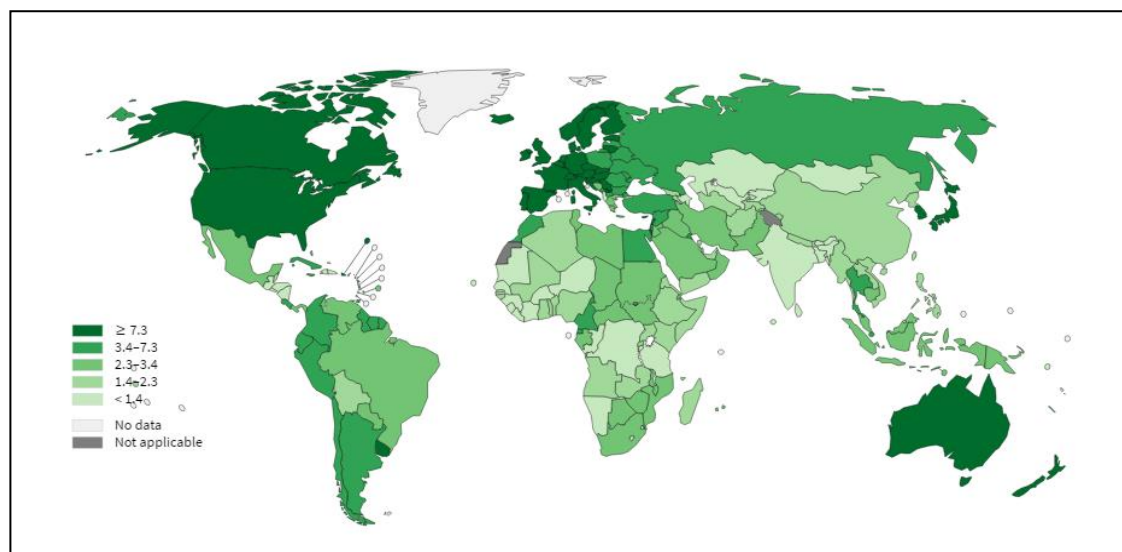 ≥ 7.3
3.4–7.3
2.3–3.4
1.4–2.3
< 1.4
No data
Not applicable